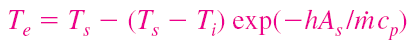 Tₑ = Tₛ − (Tₛ − Tᵢ) exp(−hAₛ/ṁcₚ)